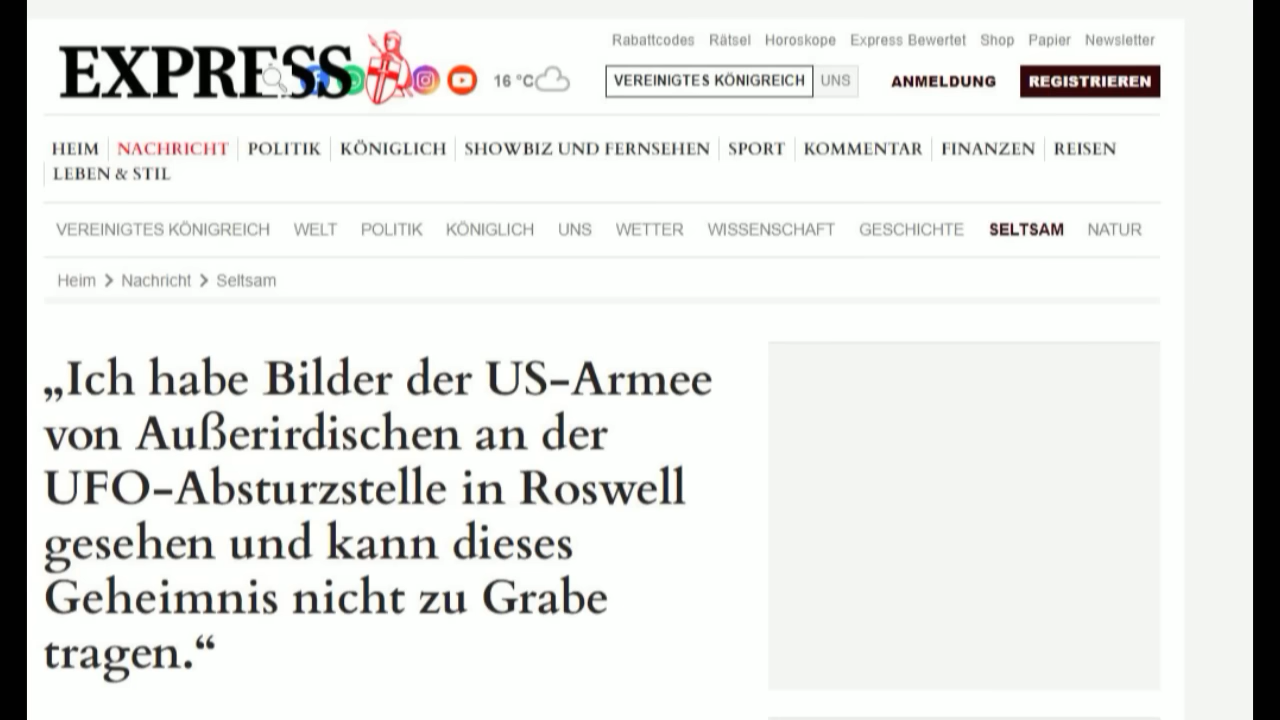 EXPRESS
Rabattcodes Rätsel Horoskope Express Bewertet Shop Papier Newsletter
16 °C
VEREINIGTES KÖNIGREICH UNS ANMELDUNG REGISTRIEREN
HEIM NACHRICHT POLITIK KÖNIGLICH SHOWBIZ UND FERNSEHEN SPORT KOMMENTAR FINANZEN REISEN
LEBEN & STIL
VEREINIGTES KÖNIGREICH WELT POLITIK KÖNIGLICH UNS WETTER WISSENSCHAFT GESCHICHTE SELTSAM NATUR
Heim > Nachricht > Seltsam
„Ich habe Bilder der US-Armee
von Außerirdischen an der
UFO-Absturzstelle in Roswell
gesehen und kann dieses
Geheimnis nicht zu Grabe
tragen.“